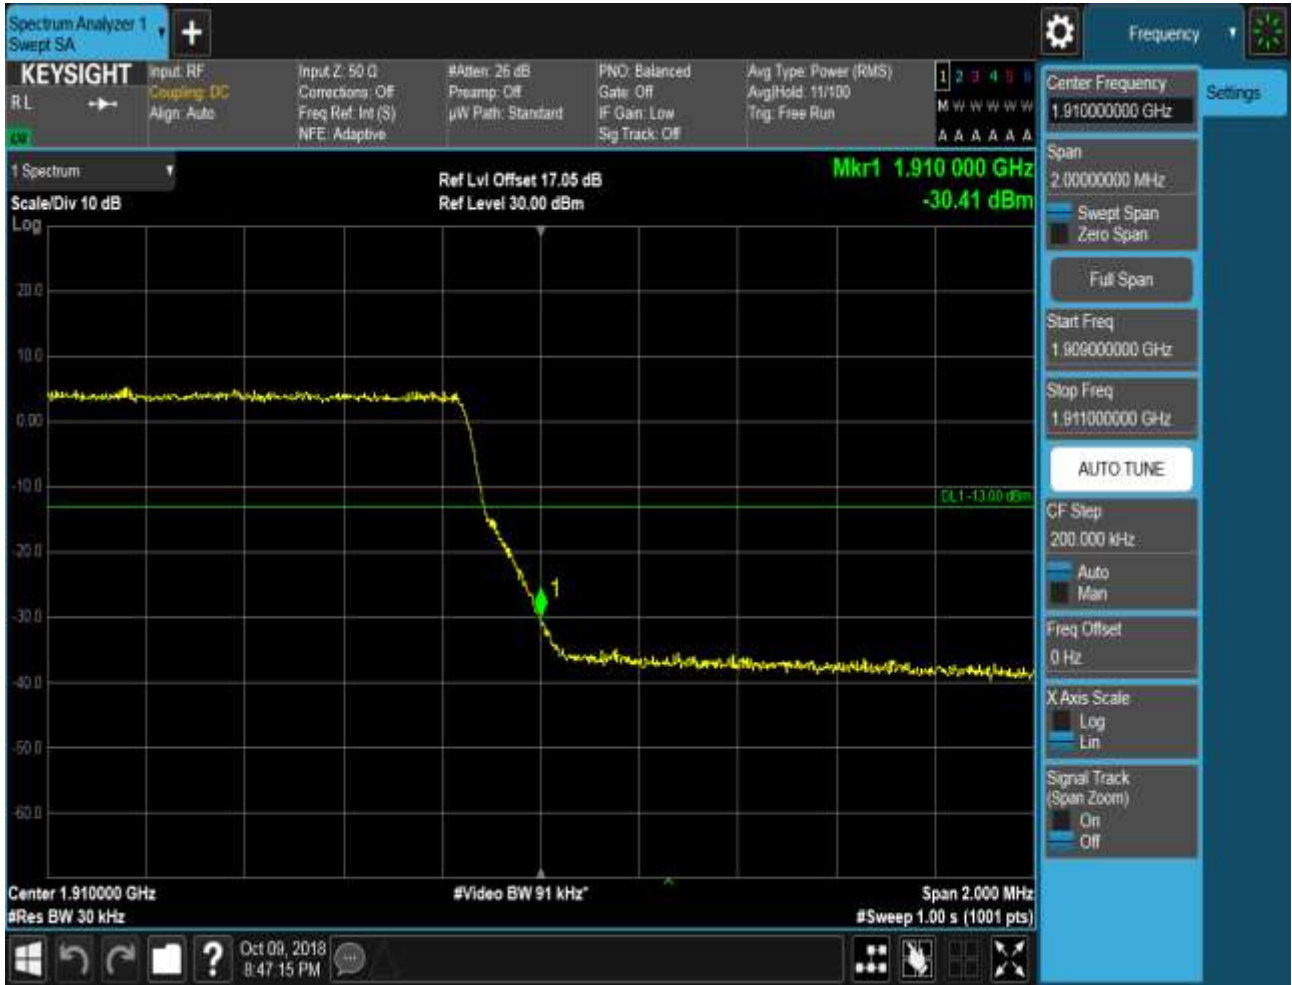 Spectrum Analyzer 1
Swept SA
Frequency
KEYSIGHT
Input: RF
Coupling: DC
Align: Auto
Input Z: 50 Ω
Corrections: Off
Freq Ref: Int (S)
NFE: Adaptive
#Atten: 26 dB
Preamp: Off
µW Path: Standard
PNO: Balanced
Gate: Off
IF Gain: Low
Sig Track: Off
Avg Type: Power (RMS)
Avg|Hold: 11/100
Trig: Free Run
1 2 3 4 5 6
M W W W W W
A A A A A A
R L
LW
1 Spectrum
Scale/Div 10 dB
Log
Ref Lvl Offset 17.05 dB
Ref Level 30.00 dBm
Mkr1 1.910 000 GHz
-30.41 dBm
20.0
10.0
0.00
-10.0
-20.0
-30.0
-40.0
-50.0
-60.0
DL1 -13.00 dBm
1
Center 1.910000 GHz
#Res BW 30 kHz
#Video BW 91 kHz*
Span 2.000 MHz
#Sweep 1.00 s (1001 pts)
Oct 09, 2018
8:47:15 PM
Center Frequency
1.910000000 GHz
Settings
Span
2.00000000 MHz
Swept Span
Zero Span
Full Span
Start Freq
1.909000000 GHz
Stop Freq
1.911000000 GHz
AUTO TUNE
CF Step
200.000 kHz
Auto
Man
Freq Offset
0 Hz
X Axis Scale
Log
Lin
Signal Track
(Span Zoom)
On
Off